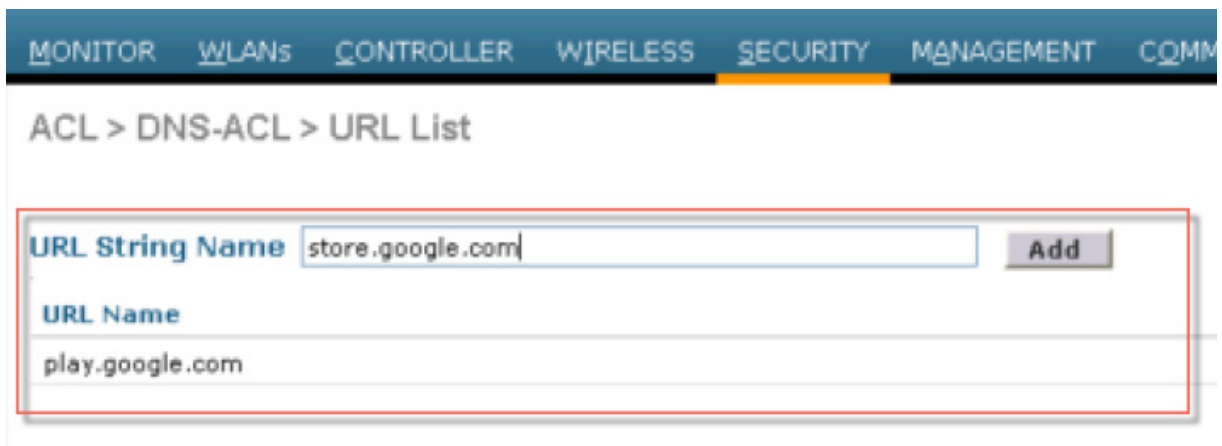 MONITOR WLANs CONTROLLER WIRELESS SECURITY MANAGEMENT COMM
ACL > DNS-ACL > URL List
URL String Name store.google.com Add
URL Name
play.google.com